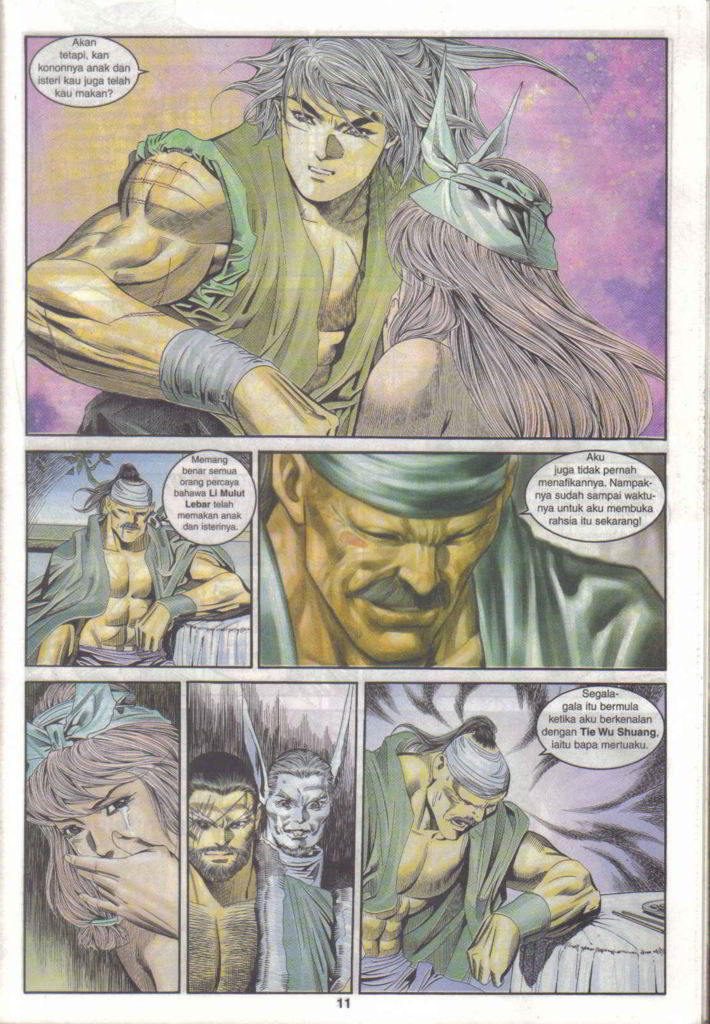 Akan
tetapi, kan
kononnya anak dan
isteri kau juga telah
kau makan?
Memang
benar semua
orang percaya
bahawa Li Mulut
Lebar telah
memakan anak
dan isterinya.
Aku
juga tidak pernah
menafikannya. Nampak-
nya sudah sampai waktu-
nya untuk aku membuka
rahsia itu sekarang!
Segala-
gala itu bermula
ketika aku berkenalan
dengan Tie Wu Shuang,
iaitu bapa mertuaku.
11